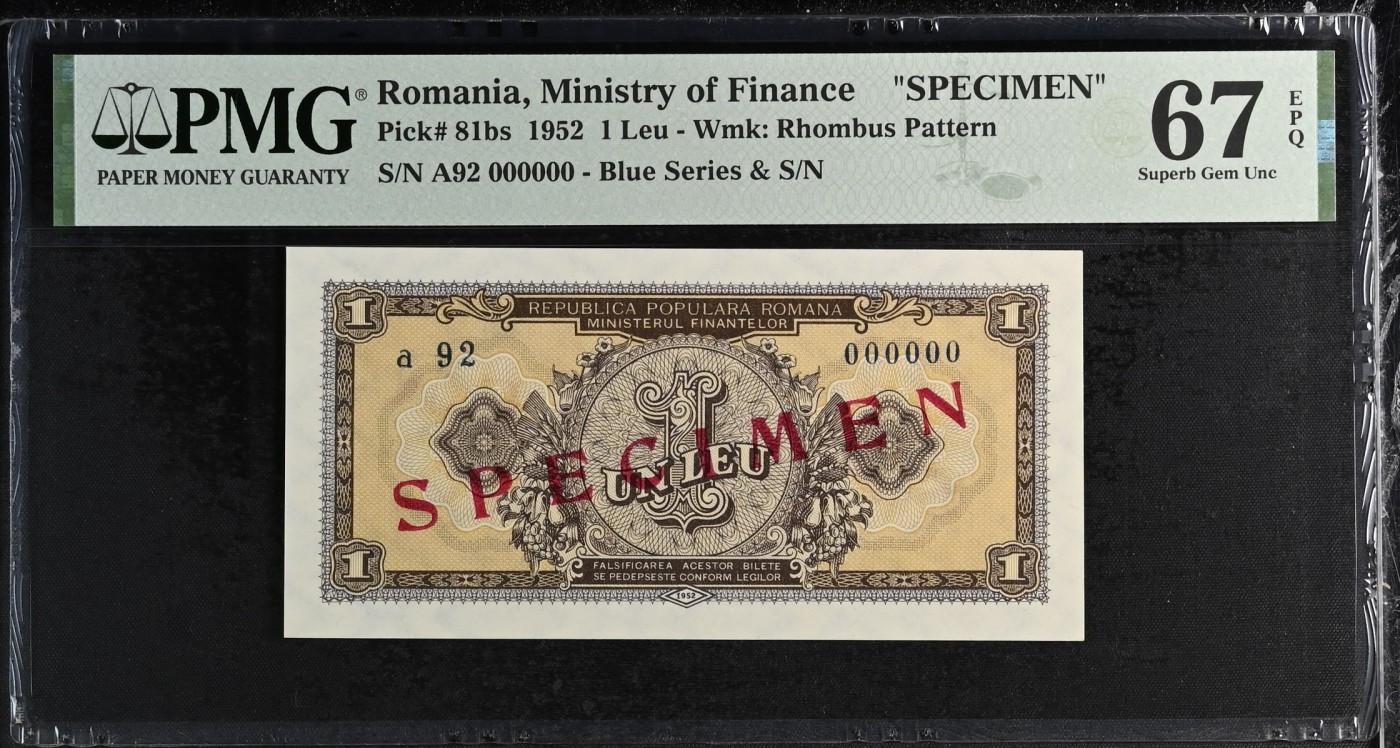 PMG®
PAPER MONEY GUARANTY
Romania, Ministry of Finance "SPECIMEN"
Pick# 81bs 1952 1 Leu - Wmk: Rhombus Pattern
S/N A92 000000 - Blue Series & S/N
67
EPQ
Superb Gem Unc
1
REPUBLICA POPULARA ROMANA
MINISTERUL FINANTELOR
1
a 92
000000
1
UN LEU
SPECIMEN
1
FALSIFICAREA ACESTOR BILETE
SE PEDEPSESTE CONFORM LEGILOR
1
1952